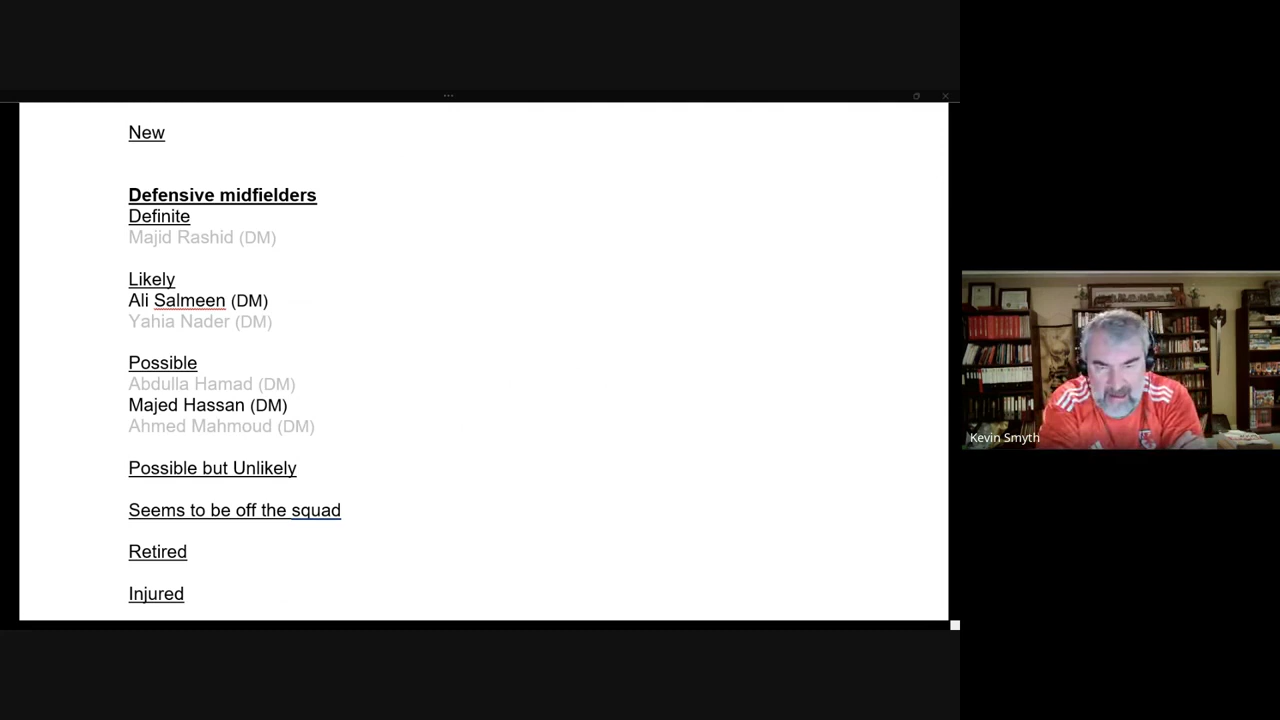 New
Defensive midfielders
Definite
Majid Rashid (DM)
Likely
Ali Salmeen (DM)
Yahia Nader (DM)
Possible
Abdulla Hamad (DM)
Majed Hassan (DM)
Ahmed Mahmoud (DM)
Possible but Unlikely
Seems to be off the squad
Retired
Injured
Kevin Smyth